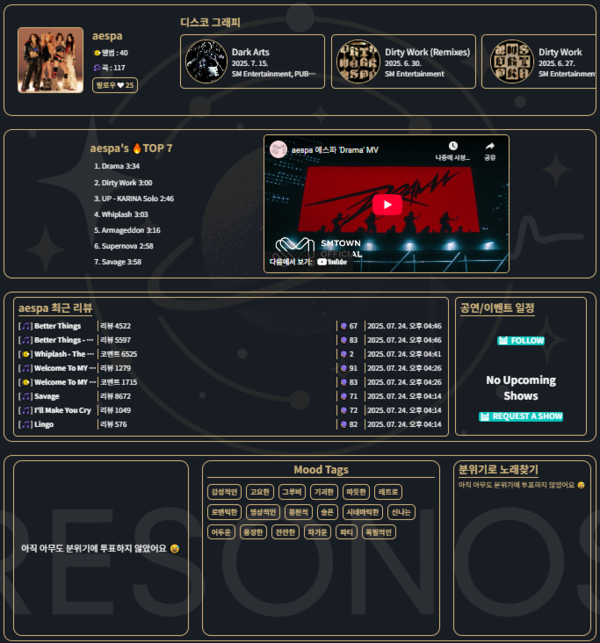 aespa
앨범 : 40
곡 : 117
팔로우 25
디스코 그래피
Dark Arts
2025. 7. 15.
SM Entertainment, PUB…
Dirty Work (Remixes)
2025. 6. 30.
SM Entertainment
Dirty Work
2025. 6. 27.
SM Entertainment
aespa's TOP 7
1. Drama 3:34
2. Dirty Work 3:00
3. UP - KARINA Solo 2:46
4. Whiplash 3:03
5. Armageddon 3:16
6. Supernova 2:58
7. Savage 3:58
aespa 에스파 'Drama' MV
나중에 시청...
공유
DRAMA
SMTOWN
OFFICIAL
다음에서 보기: YouTube
aespa 최근 리뷰
[ ] Better Things 리뷰 4522 67 2025. 07. 24. 오후 04:46
[ ] Better Things - … 리뷰 5597 83 2025. 07. 24. 오후 04:46
[ ] Whiplash - The … 코멘트 6525 2 2025. 07. 24. 오후 04:41
[ ] Welcome To MY … 리뷰 1279 91 2025. 07. 24. 오후 04:26
[ ] Welcome To MY … 코멘트 1715 83 2025. 07. 24. 오후 04:26
[ ] Savage 리뷰 8672 71 2025. 07. 24. 오후 02:14
[ ] I'll Make You Cry 리뷰 1049 72 2025. 07. 24. 오후 04:14
[ ] Lingo 리뷰 576 82 2025. 07. 24. 오후 04:14
공연/이벤트 일정
FOLLOW
No Upcoming
Shows
REQUEST A SHOW
아직 아무도 분위기에 투표하지 않았어요
Mood Tags
감성적인 고요한 그루비 기괴한 따듯한 레트로
로맨틱한 명상적인 몽환적 슬픈 시네마틱한 신나는
어두운 웅장한 잔잔한 차가운 파티 폭발적인
분위기로 노래찾기
아직 아무도 분위기에 투표하지 않았어요
RESONOS